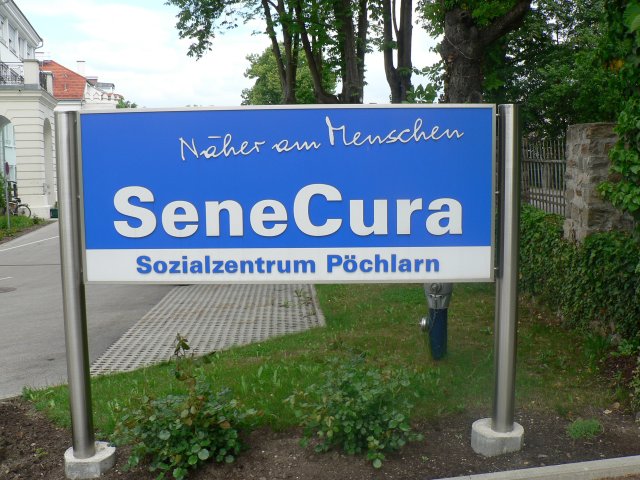 Näher am Menschen
SeneCura
Sozialzentrum Pöchlarn